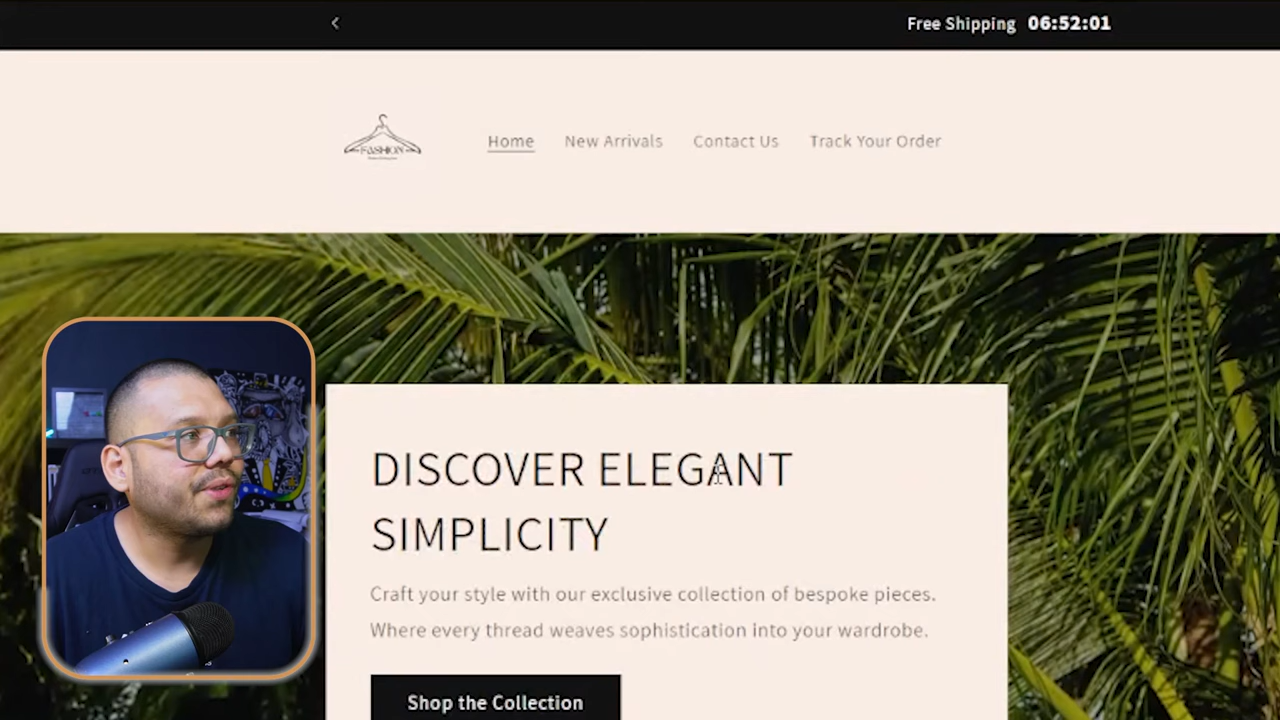 Free Shipping 06:52:01
FASHION
Home New Arrivals Contact Us Track Your Order
DISCOVER ELEGANT
SIMPLICITY
Craft your style with our exclusive collection of bespoke pieces.
Where every thread weaves sophistication into your wardrobe.
Shop the Collection